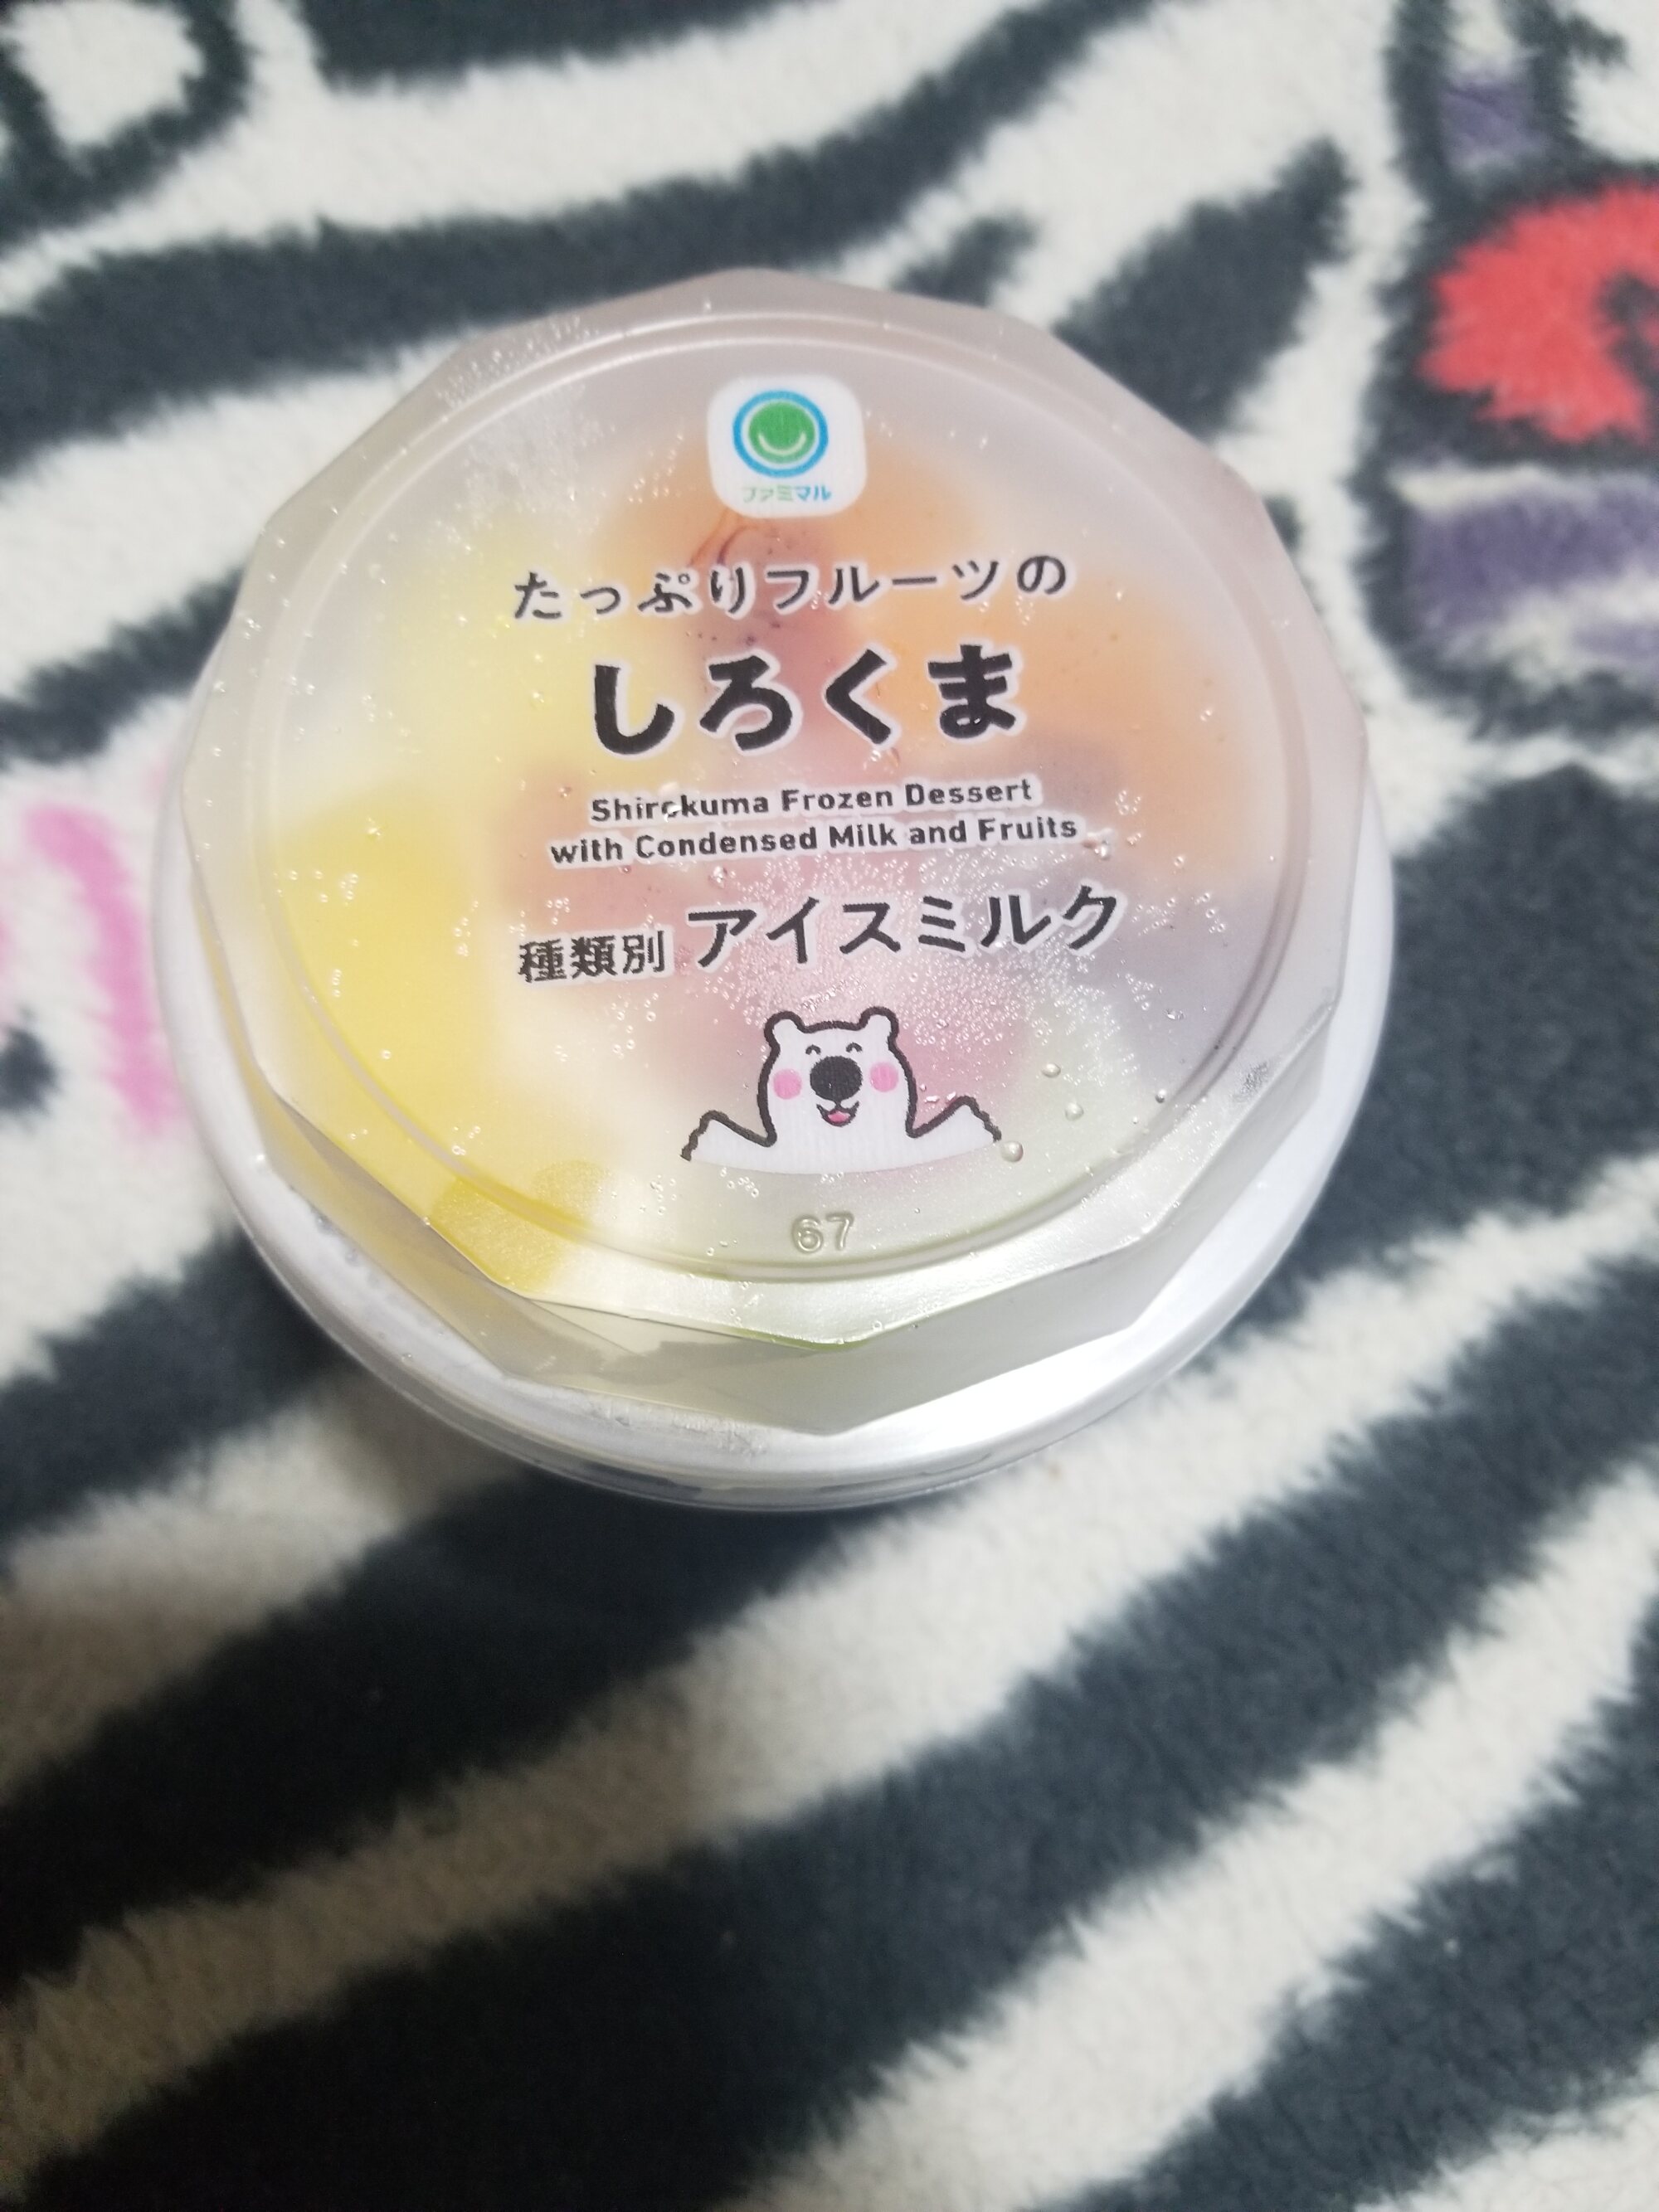 ファミマル
たっぷりフルーツの
しろくま
Shirokuma Frozen Dessert
with Condensed Milk and Fruits
種類別 アイスミルク
67